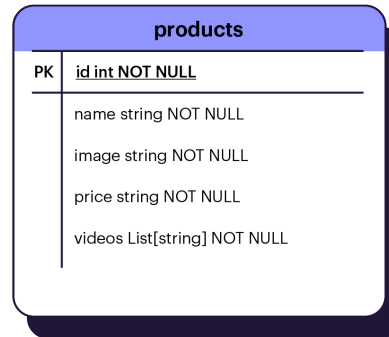 products
PK id int NOT NULL
name string NOT NULL
image string NOT NULL
price string NOT NULL
videos List[string] NOT NULL